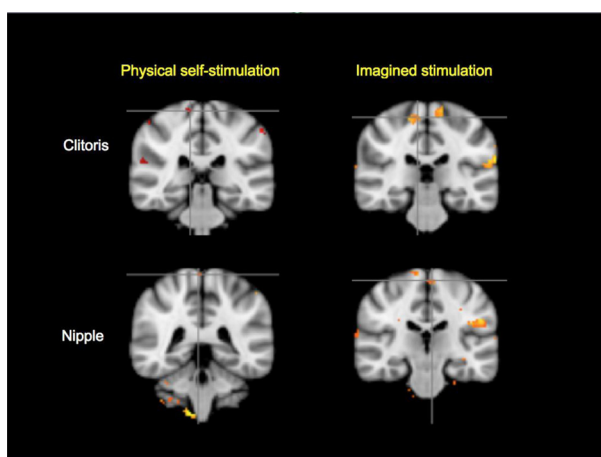 Physical self-stimulation
Imagined stimulation
Clitoris
Nipple